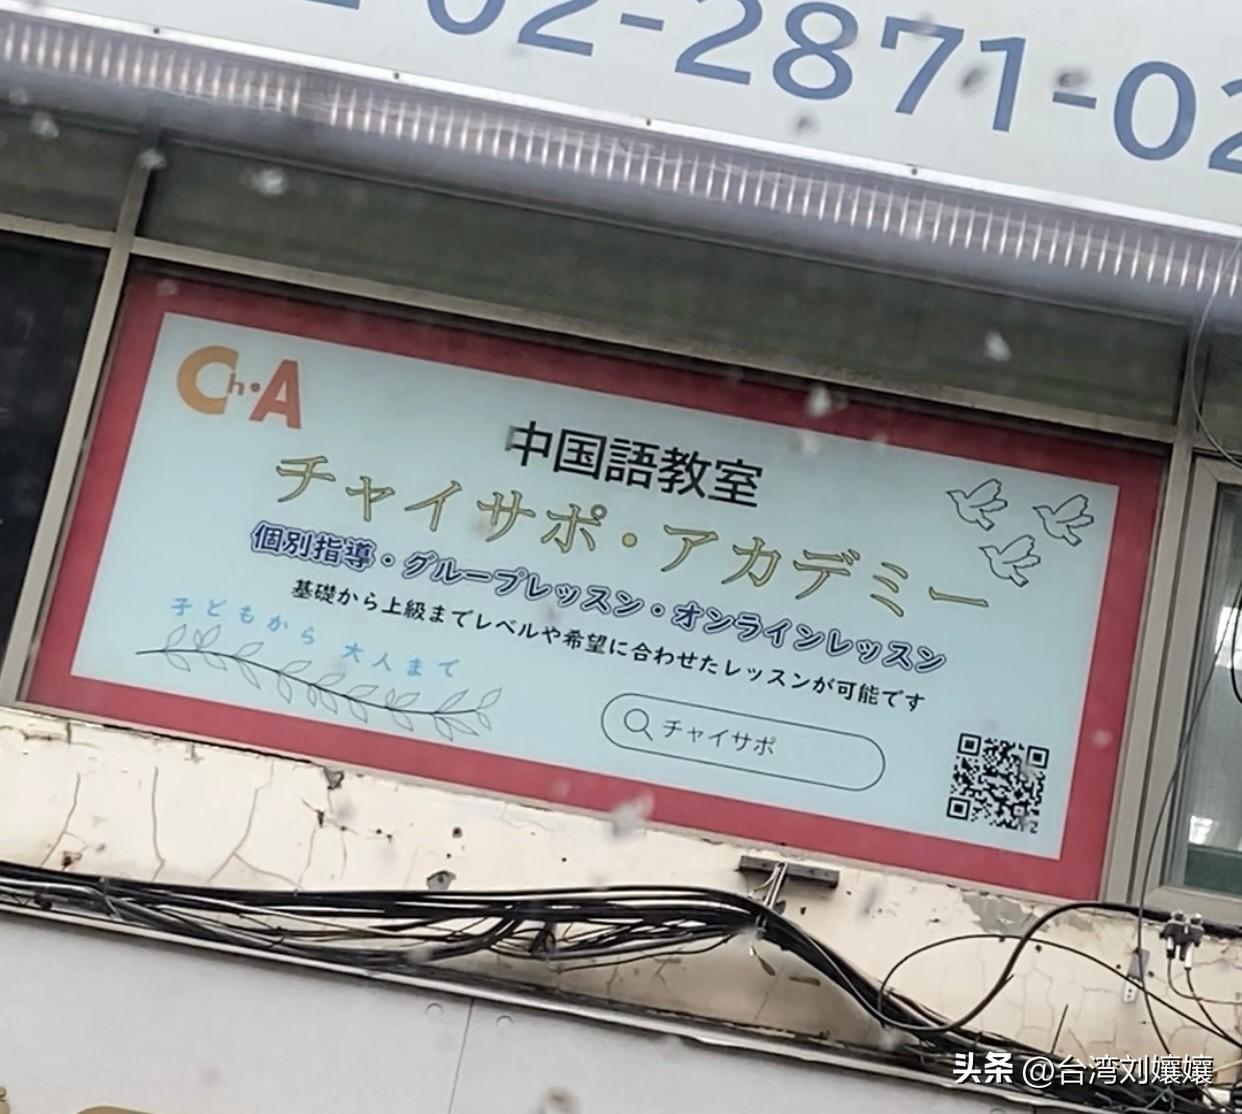 02-2871-02
Ch·A
中国語教室
チャイサポ・アカデミー
個別指導・グループレッスン・オンラインレッスン
基礎から上級までレベルや希望に合わせたレッスンが可能です
子どもから 大人まで
チャイサポ
头条 @台湾刘孃孃